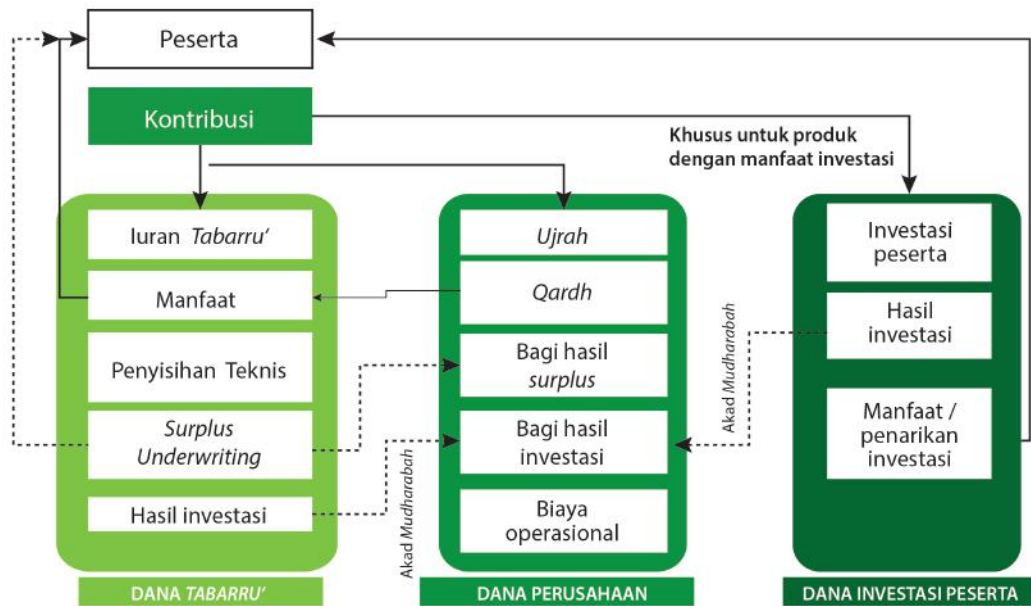 Peserta
Kontribusi
Khusus untuk produk
dengan manfaat investasi
Iuran Tabarru'
Manfaat
Penyisihan Teknis
Surplus
Underwriting
Hasil investasi
DANA TABARRU'
Akad Mudharabah
Ujrah
Qardh
Bagi hasil
surplus
Bagi hasil
investasi
Biaya
operasional
DANA PERUSAHAAN
Akad Mudharabah
Investasi
peserta
Hasil
investasi
Manfaat /
penarikan
investasi
DANA INVESTASI PESERTA